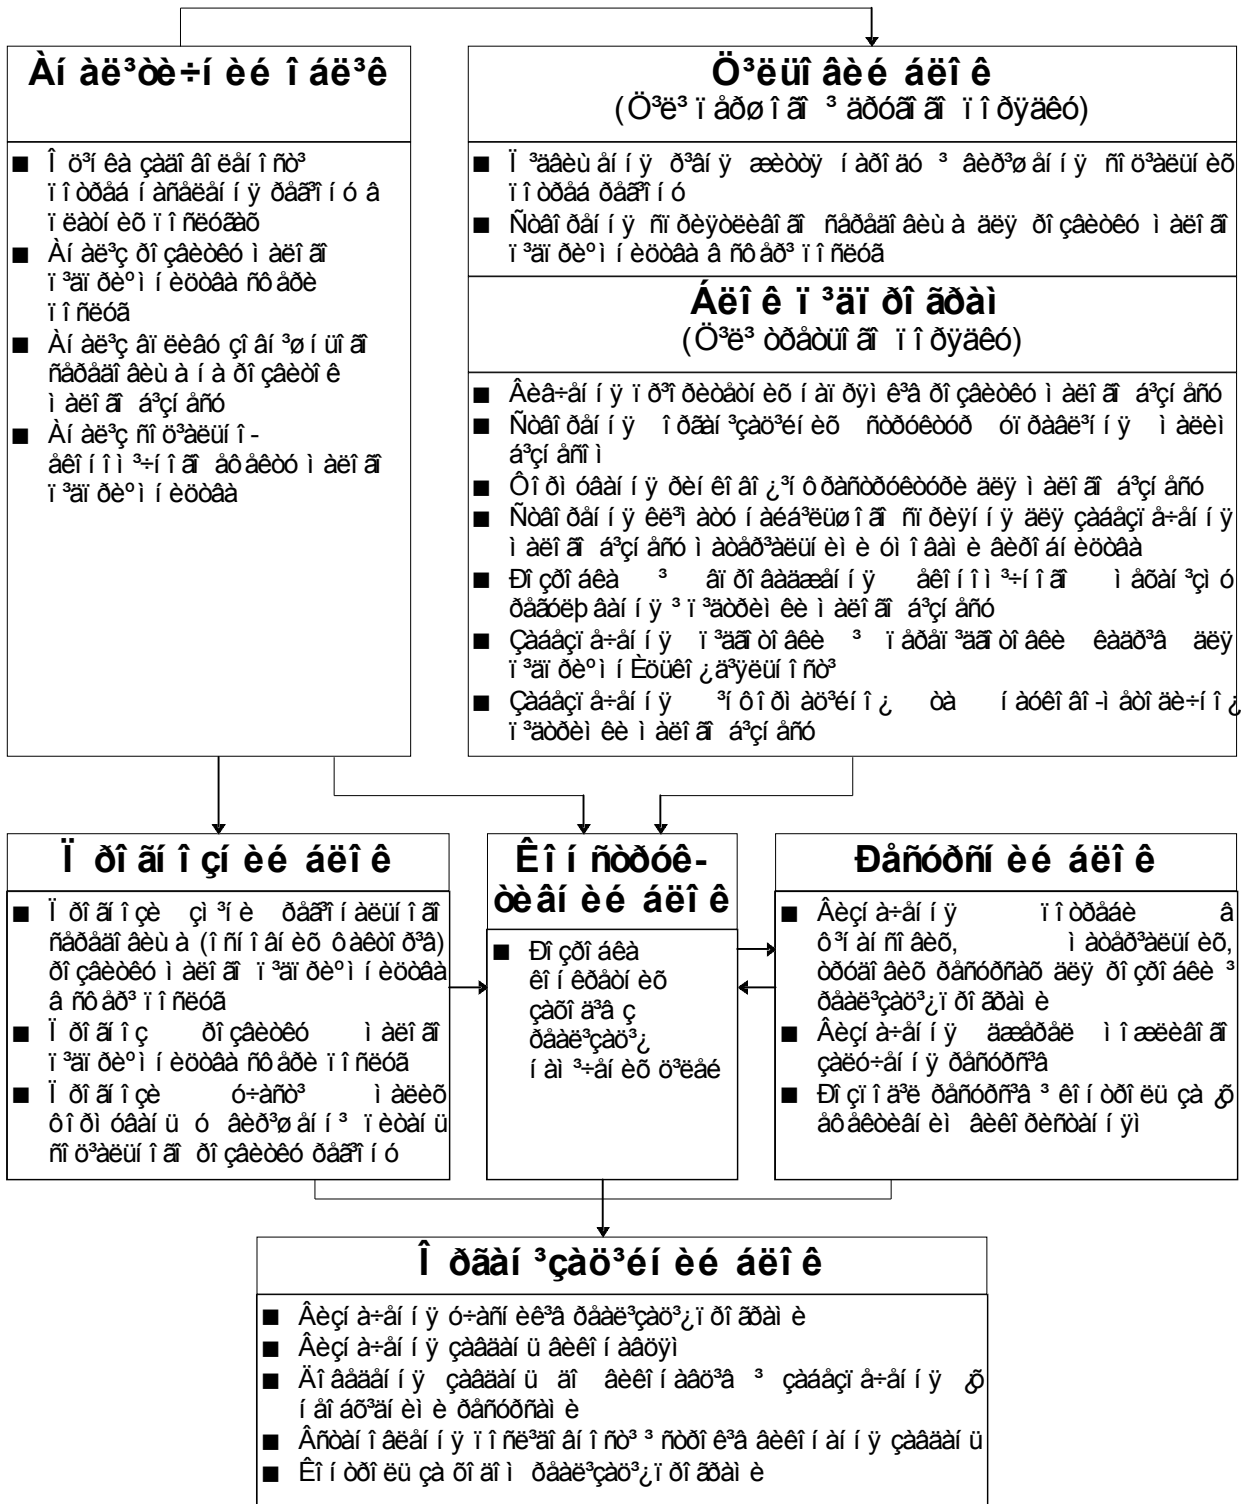 Àí àë³òè÷í èé î áë³ê
■ Î ö³í êà çàäî âî ëåí î ñò³
ï î òðåá í àñåëåí í ÿ ðåã³î í ó â
ï ëàòí èõ ï î ñëóãàõ
■ Àí àë³ç ðî çâèòêó ì àëî ãî
ï ³äï ðèºì í èöòâà ñô åðè
ï î ñëóã
■ Àí àë³ç âï ëèâó çî âí ³ø í üî ãî
ñåðåäî âèù à í à ðî çâèòî ê
ì àëî ãî á³çí åñó
■ Àí àë³ç ñî ö³àëüí î -
åêî í î ì ³÷í î ãî åô åêòó ì àëî ãî
ï ³äï ðèºì í èöòâà
Ö³ëüî âèé áëî ê
(Ö³ë³ ï åðø î ãî ³ äðóãî ãî ï î ðÿäêó)
■ Ï ³äâèù åí í ÿ ð³âí ÿ æèòòÿ í àðî äó ³ âèð³ø åí í ÿ ñî ö³àëüí èõ
ï î òðåá ðåã³î í ó
■ Ñòâî ðåí í ÿ ñï ðèÿòëèâî ãî ñåðåäî âèù à äëÿ ðî çâèòêó ì àëî ãî
ï ³äï ðèºì í èöòâà â ñô åð³ ï î ñëóã
Áëî ê ï ³äï ðî ãðàì
(Ö³ë³ òðåòüî ãî ï î ðÿäêó)
■ Âèâ÷åí í ÿ ï ð³î ðèòåòí èõ í àï ðÿì ê³â ðî çâèòêó ì àëî ãî á³çí åñó
■ Ñòâî ðåí í ÿ î ðãàí ³çàö³éí èõ ñòðóêòóð óï ðàâë³í í ÿ ì àëèì
á³çí åñî ì
■ Ôî ðì óâàí í ÿ ðèí êî âî ¿ ³í ô ðàñòðóêòóðè äëÿ ì àëî ãî á³çí åñó
■ Ñòâî ðåí í ÿ êë³ì àòó í àéá³ëüø î ãî ñï ðèÿí í ÿ äëÿ çàáåçï å÷åí í ÿ
ì àëî ãî á³çí åñó ì àòåð³àëüí èì è óì î âàì è âèðî áí èöòâà
■ Ðî çðî áêà ³ âï ðî âàäæåí í ÿ åêî í î ì ³÷í î ãî ì åõàí ³çì ó
ðåãóëþ âàí í ÿ ³ ï ³äòðèì êè ì àëî ãî á³çí åñó
■ Çàáåçï å÷åí í ÿ ï ³äãî òî âêè ³ ï åðåï ³äãî òî âêè êàäð³â äëÿ
ï ³äï ðèºì í Èöüêî ¿ ä³ÿëüí î ñò³
■ Çàáåçï å÷åí í ÿ ³í ô î ðì àö³éí î ¿ òà í àóêî âî -ì åòî äè÷í î ¿
ï ³äòðèì êè ì àëî ãî á³çí åñó
Ï ðî ãí î çí èé áëî ê
■ Ï ðî ãí î çè çì ³í è ðåã³î í àëüí î ãî
ñåðåäî âèù à (î ñí î âí èõ ô àêòî ð³â)
ðî çâèòêó ì àëî ãî ï ³äï ðèºì í èöòâà
â ñô åð³ ï î ñëóã
■ Ï ðî ãí î ç ðî çâèòêó ì àëî ãî
ï ³äï ðèºì í èöòâà ñô åðè ï î ñëóã
■ Ï ðî ãí î çè ó÷àñò³ ì àëèõ
ô î ðì óâàí ü ó âèð³ø åí í ³ ï èòàí ü
ñî ö³àëüí î ãî ðî çâèòêó ðåã³î í ó
Êî í ñòðóê-
òèâí èé áëî ê
■ Ðî çðî áêà
êî í êðåòí èõ
çàõî ä³â ç
ðåàë³çàö³¿
í àì ³÷åí èõ ö³ëåé
Ðåñóðñí èé áëî ê
■ Âèçí à÷åí í ÿ ï î òðåáè â
ô ³í àí ñî âèõ, ì àòåð³àëüí èõ,
òðóäî âèõ ðåñóðñàõ äëÿ ðî çðî áêè ³
ðåàë³çàö³¿ ï ðî ãðàì è
■ Âèçí à÷åí í ÿ äæåðåë ì î æëèâî ãî
çàëó÷åí í ÿ ðåñóðñ³â
■ Ðî çï î ä³ë ðåñóðñ³â ³ êî í òðî ëü çà ¿õ
åô åêòèâí èì âèêî ðèñòàí í ÿì
Î ðãàí ³çàö³éí èé áëî ê
■ Âèçí à÷åí í ÿ ó÷àñí èê³â ðåàë³çàö³¿ ï ðî ãðàì è
■ Âèçí à÷åí í ÿ çàâäàí ü âèêî í àâöÿì
■ Äî âåäåí í ÿ çàâäàí ü äî âèêî í àâö³â ³ çàáåçï å÷åí í ÿ ¿õ
í åî áõ³äí èì è ðåñóðñàì è
■ Âñòàí î âëåí í ÿ ï î ñë³äî âí î ñò³ ³ ñòðî ê³â âèêî í àí í ÿ çàâäàí ü
■ Êî í òðî ëü çà õî äî ì ðåàë³çàö³¿ ï ðî ãðàì è